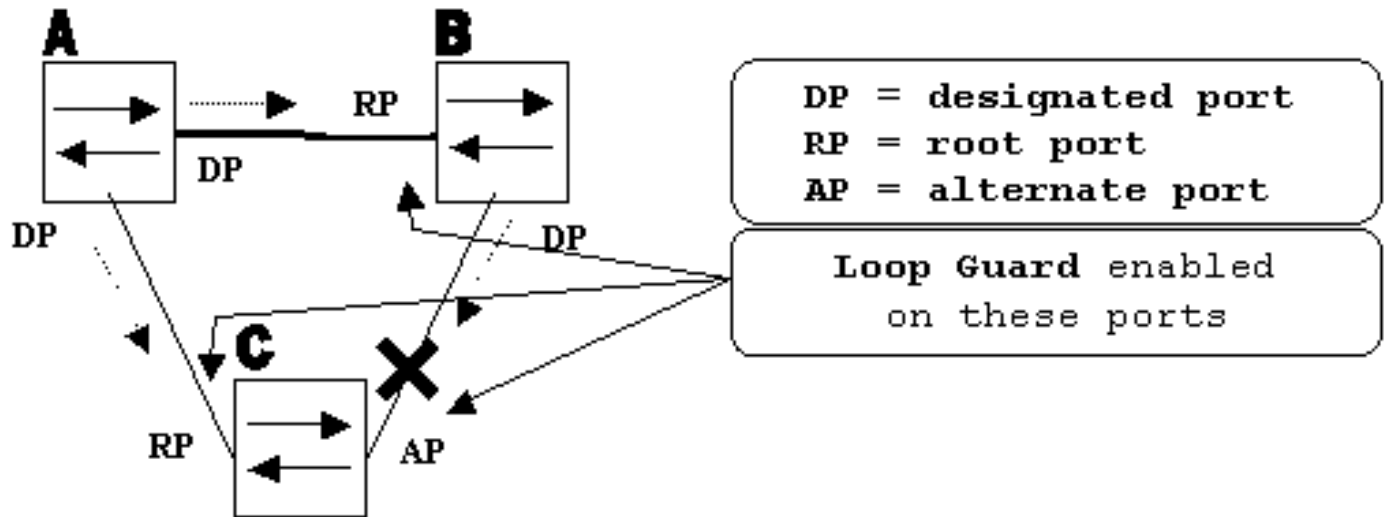 A
B
RP
DP
DP
DP
C
RP
AP
DP = designated port
RP = root port
AP = alternate port
Loop Guard enabled
on these ports